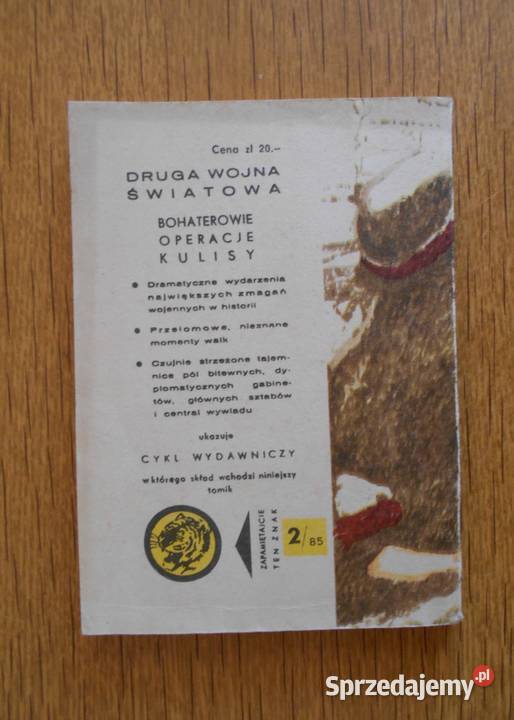 Cena zł 20.–
DRUGA WOJNA
ŚWIATOWA
BOHATEROWIE
OPERACJE
KULISY
● Dramatyczne wydarzenia
największych zmagań
wojennych w historii
● Przełomowe, nieznane
momenty walk
● Czujnie strzeżone tajem-
nice pól bitewnych, dy-
plomatycznych gabine-
tów, głównych sztabów
i central wywiadu
ukazuje
CYKL WYDAWNICZY
w którego skład wchodzi niniejszy
tomik
ZAPAMIĘTAJCIE
TEN ZNAK
2/85
Sprzedajemy.pl